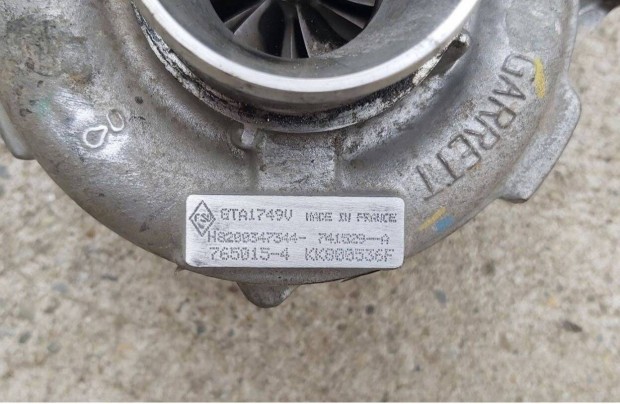 GARRETT
GTA1749V MADE IN FRANCE
H8200347344- 741529--A
765015-4 KK800536F